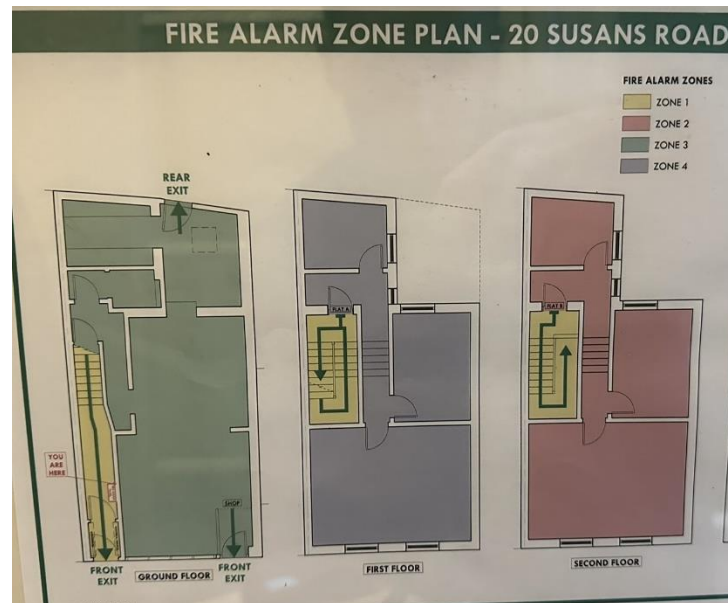 FIRE ALARM ZONE PLAN - 20 SUSANS ROAD
FIRE ALARM ZONES
ZONE 1
ZONE 2
ZONE 3
ZONE 4
REAR
EXIT
FLAT A
YOU
ARE
HERE
SHOP
FRONT
EXIT
GROUND FLOOR
FRONT
EXIT
FIRST FLOOR
SECOND FLOOR